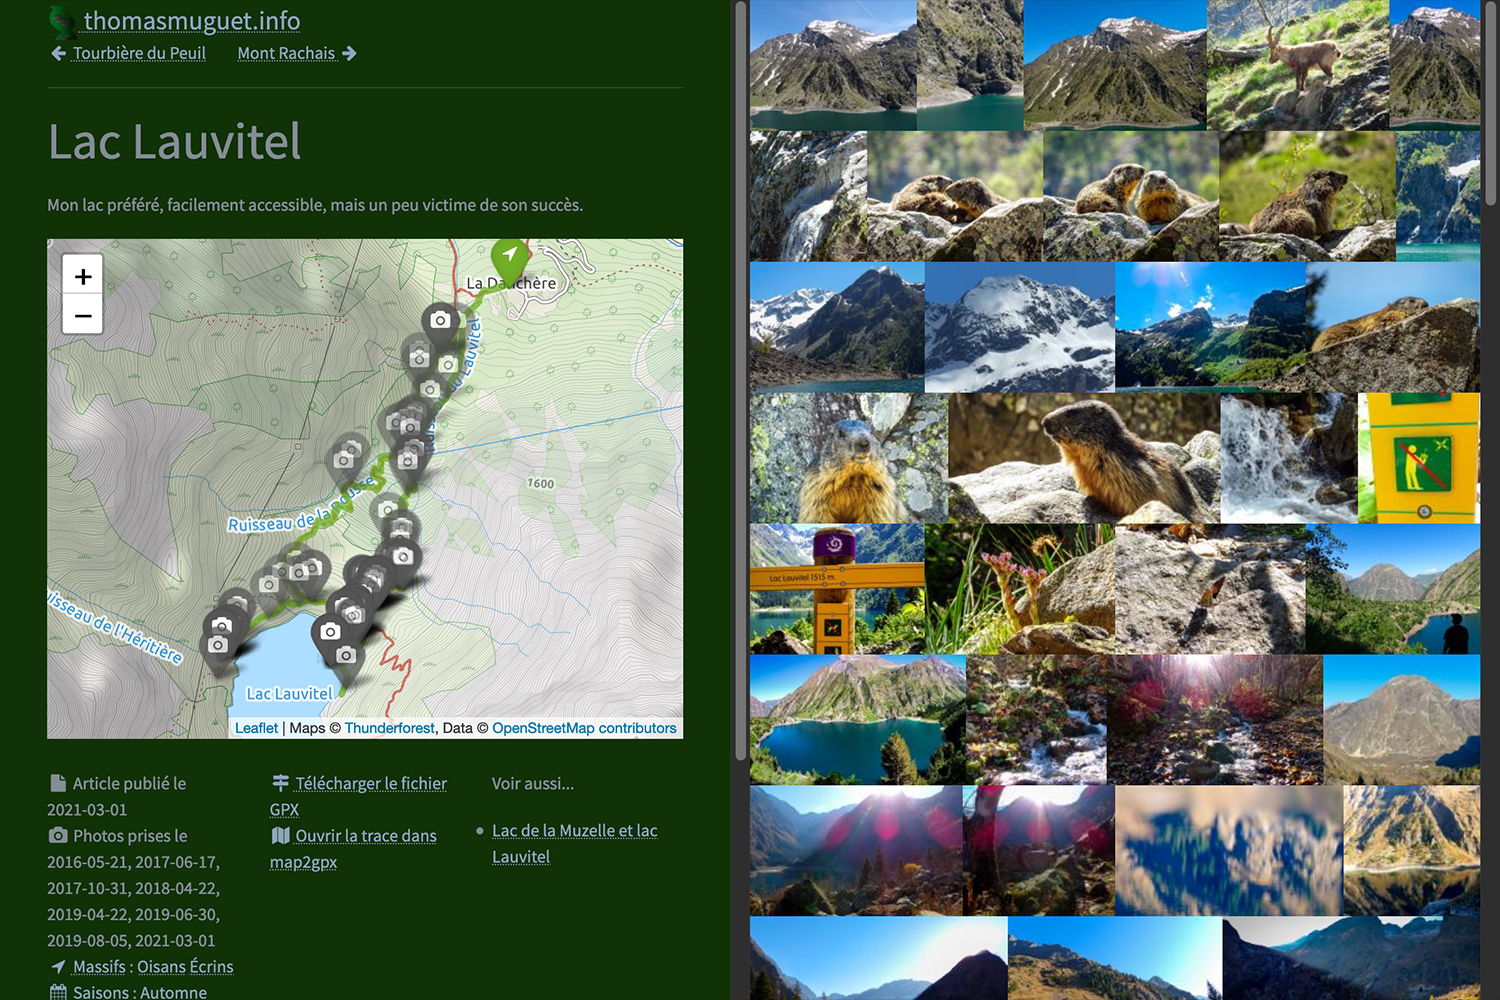 thomasmuguet.info
Tourbière du Peuil Mont Rachais
Lac Lauvitel
Mon lac préféré, facilement accessible, mais un peu victime de son succès.
+
−
La Danchère
Lauvitel
1600
Ruisseau de la
uisseau de l'Héritière
Lac Lauvitel
Leaflet | Maps © Thunderforest, Data © OpenStreetMap contributors
Article publié le
2021-03-01
Photos prises le
2016-05-21, 2017-06-17,
2017-10-31, 2018-04-22,
2019-04-22, 2019-06-30,
2019-08-05, 2021-03-01
Massifs : Oisans Écrins
Saisons : Automne
Télécharger le fichier
GPX
Ouvrir la trace dans
map2gpx
Voir aussi...
Lac de la Muzelle et lac
Lauvitel
Lac Lauvitel 1515 m.